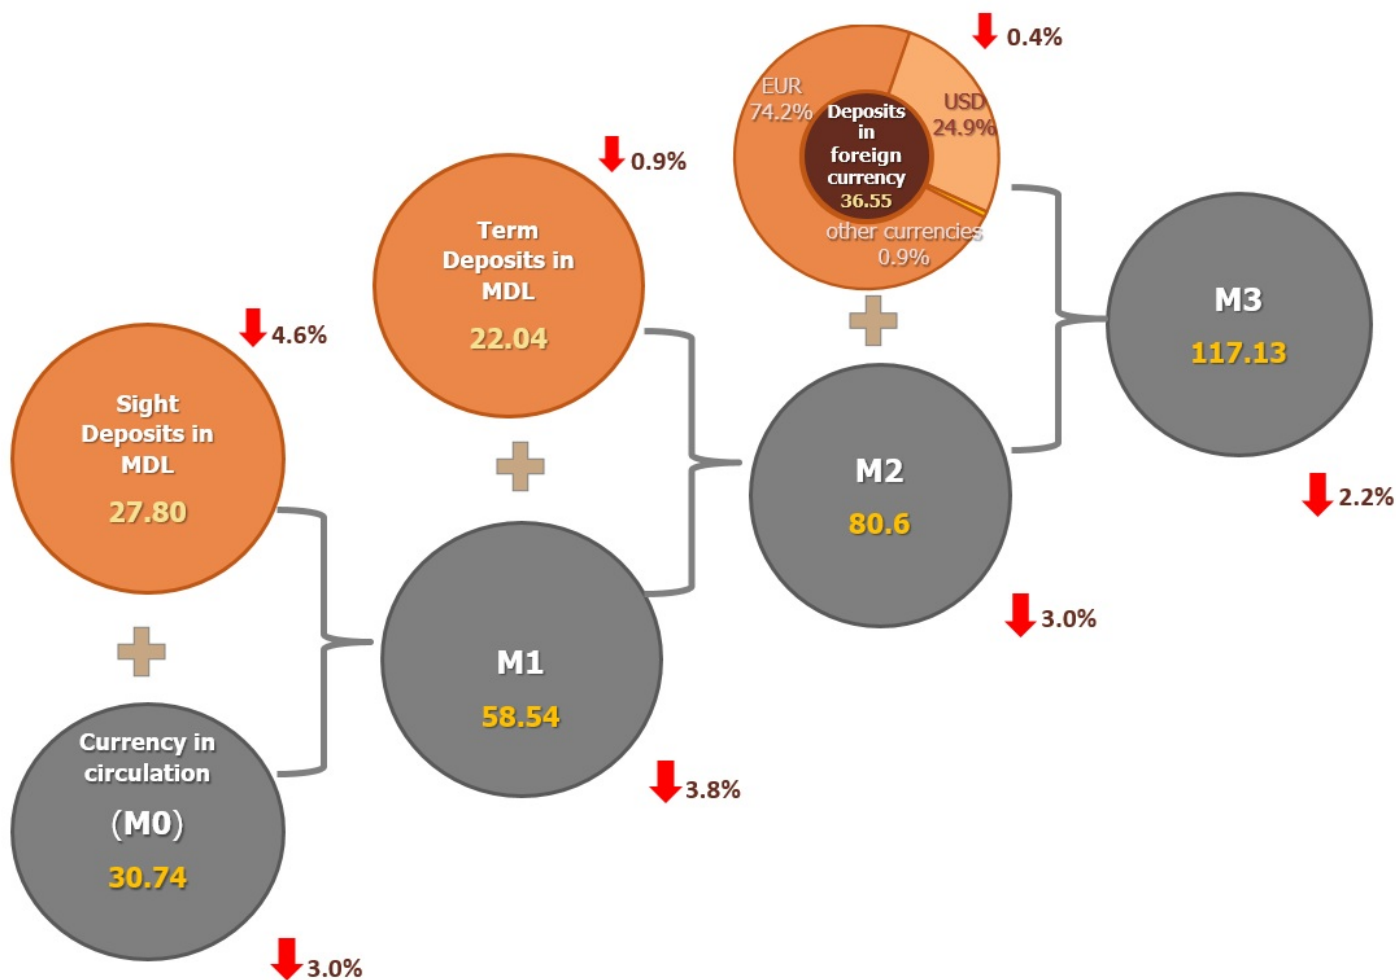 Sight
Deposits in
MDL
27.80
4.6%
Currency in
circulation
(M0)
30.74
3.0%
Term
Deposits in
MDL
22.04
0.9%
M1
58.54
3.8%
EUR
74.2%
USD
24.9%
other currencies
0.9%
Deposits
in
foreign
currency
36.55
0.4%
M2
80.6
3.0%
M3
117.13
2.2%